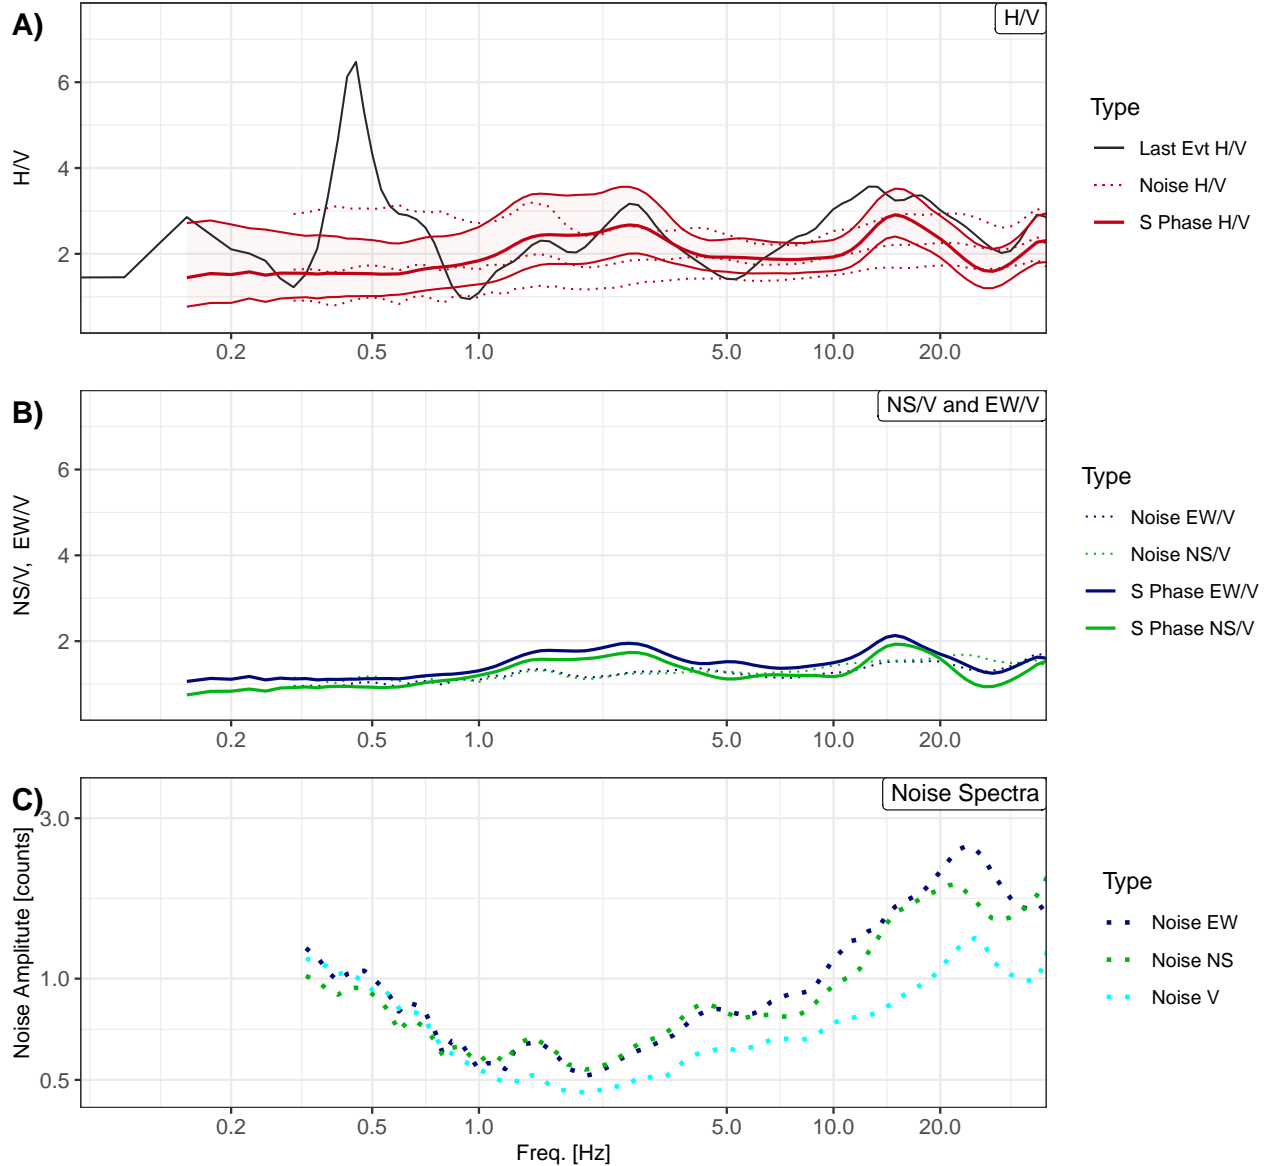 A)
H/V
6
4
2
H/V
0.2 0.5 1.0 5.0 10.0 20.0
Type
Last Evt H/V
Noise H/V
S Phase H/V
B)
NS/V and EW/V
6
4
2
NS/V, EW/V
0.2 0.5 1.0 5.0 10.0 20.0
Type
Noise EW/V
Noise NS/V
S Phase EW/V
S Phase NS/V
C)
Noise Spectra
3.0
1.0
0.5
Noise Amplitute [counts]
0.2 0.5 1.0 5.0 10.0 20.0
Freq. [Hz]
Type
Noise EW
Noise NS
Noise V